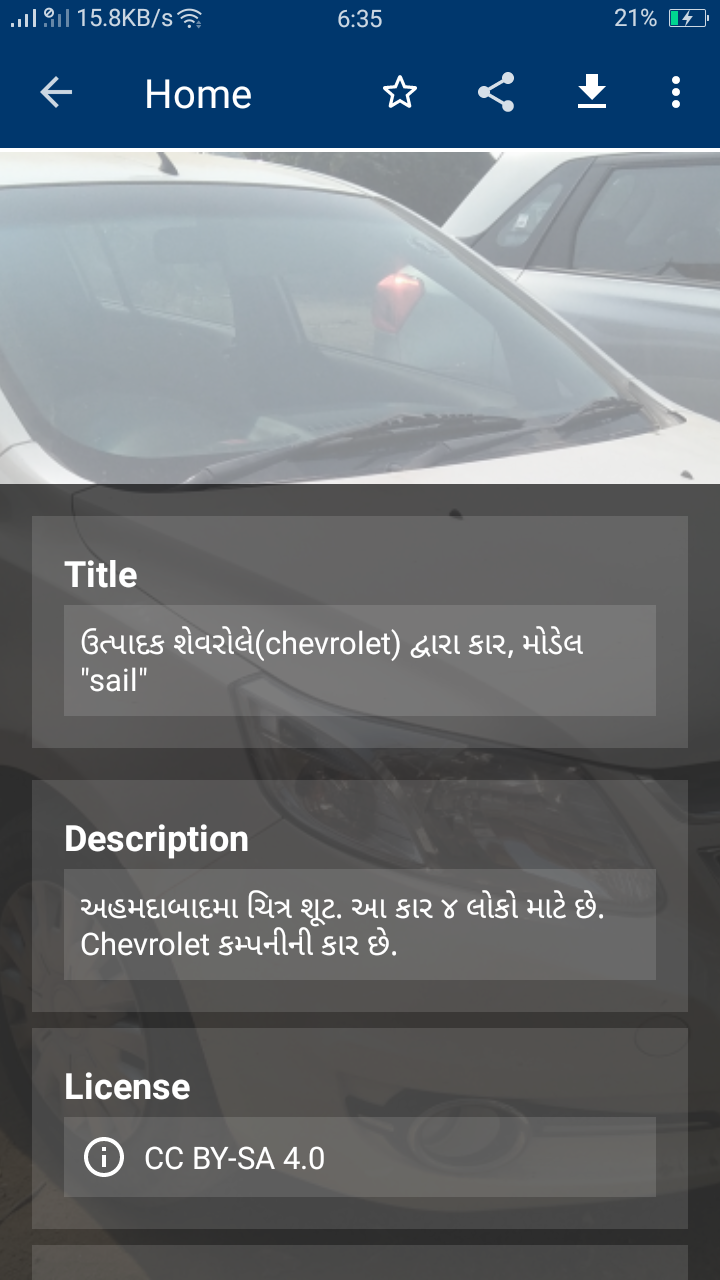 15.8KB/s 6:35 21%
Home
Title
ઉત્પાદક શેવરોલે(chevrolet) દ્વારા કાર, મોડેલ
"sail"
Description
અહમદાબાદમા ચિત્ર શૂટ. આ કાર ૪ લોકો માટે છે.
Chevrolet કમ્પનીની કાર છે.
License
CC BY-SA 4.0